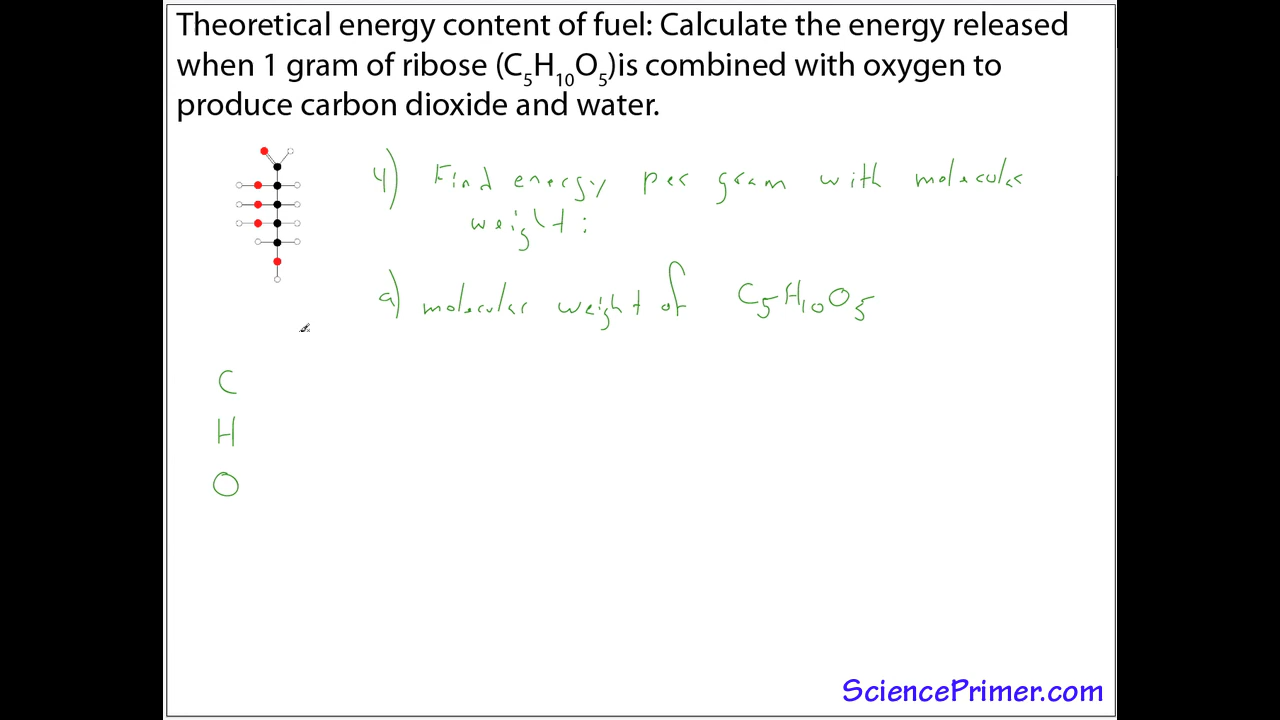 Theoretical energy content of fuel: Calculate the energy released
when 1 gram of ribose (C₅H₁₀O₅)is combined with oxygen to
produce carbon dioxide and water.
4) Find energy per gram with molecular
weight:
a) molecular weight of C₅H₁₀O₅
C
H
O
SciencePrimer.com